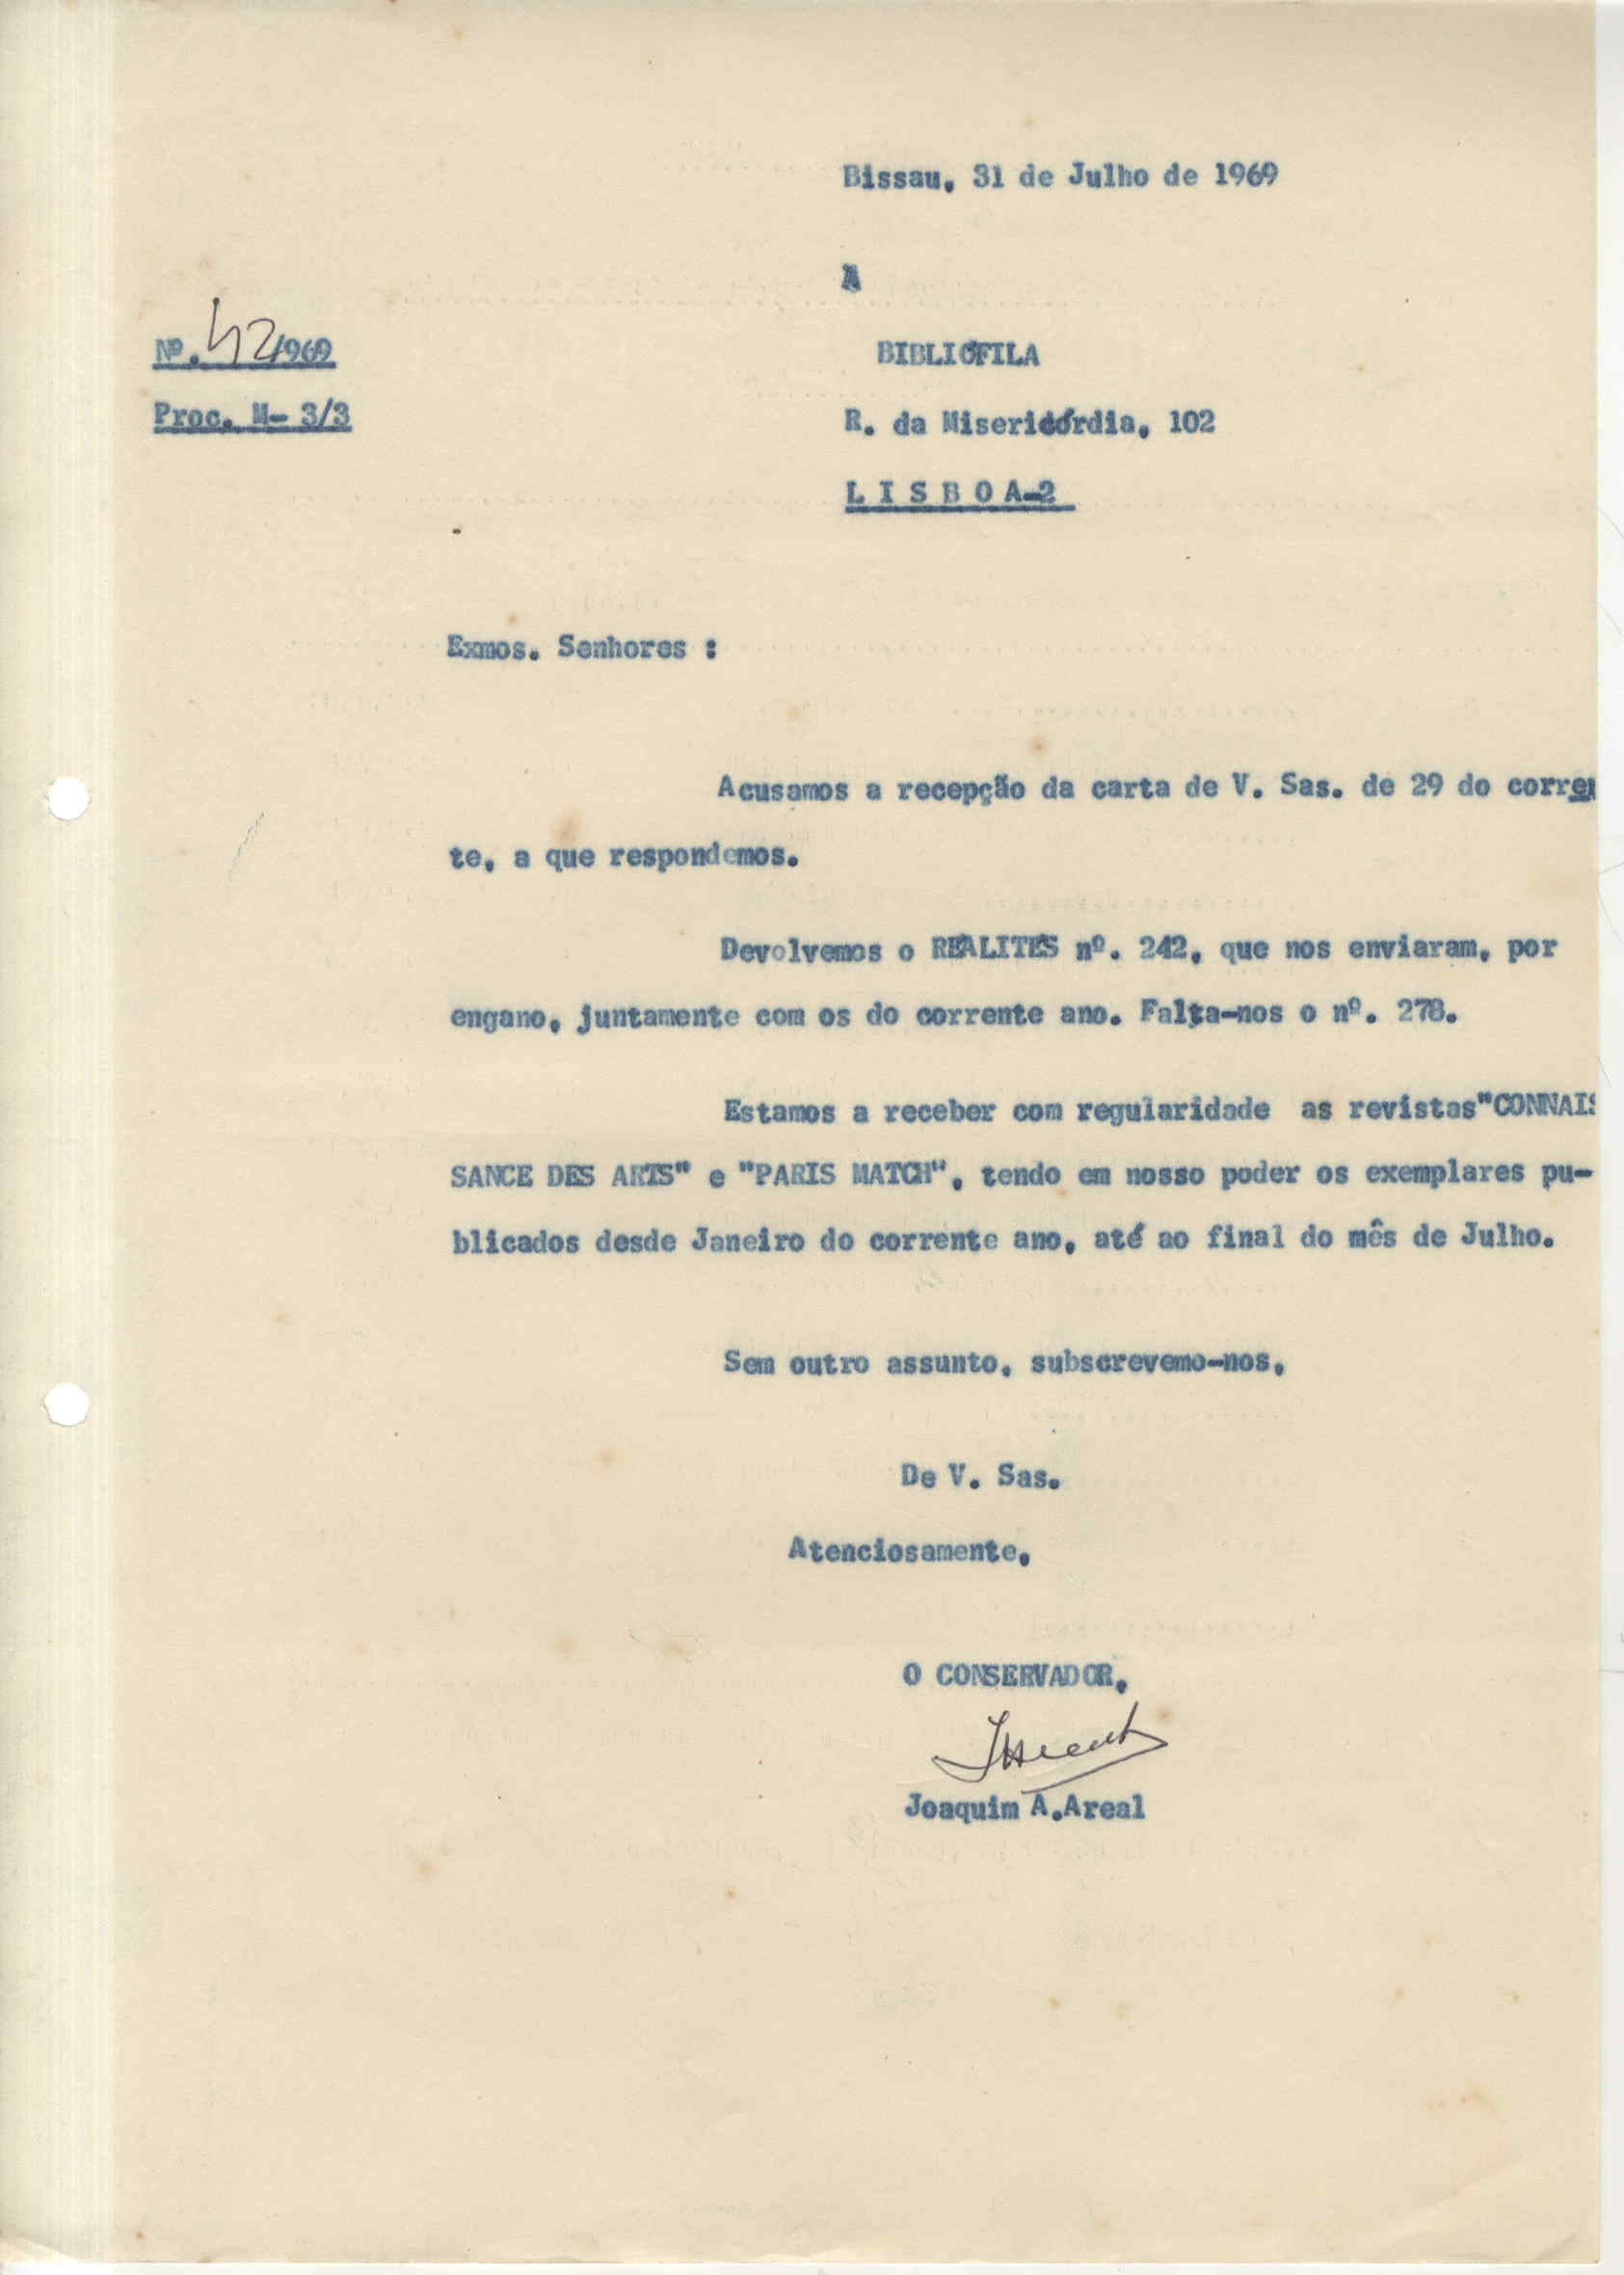 Bissau, 31 de Julho de 1969
A
Nº. 42/969
BIBLIÓFILA
Proc. M- 3/3
R. da Misericórdia, 102
L I S B O A-2
Exmos. Senhores :
Acusamos a recepção da carta de V. Sas. de 29 do corren
te, a que respondemos.
Devolvemos o RÉALITÉS nº. 242, que nos enviaram, por
engano, juntamente com os do corrente ano. Falta-nos o nº. 278.
Estamos a receber com regularidade as revistas"CONNAIS
SANCE DES ARTS" e "PARIS MATCH", tendo em nosso poder os exemplares pu-
blicados desde Janeiro do corrente ano, até ao final do mês de Julho.
Sem outro assunto, subscrevemo-nos,
De V. Sas.
Atenciosamente,
O CONSERVADOR,
Joaquim A.Areal